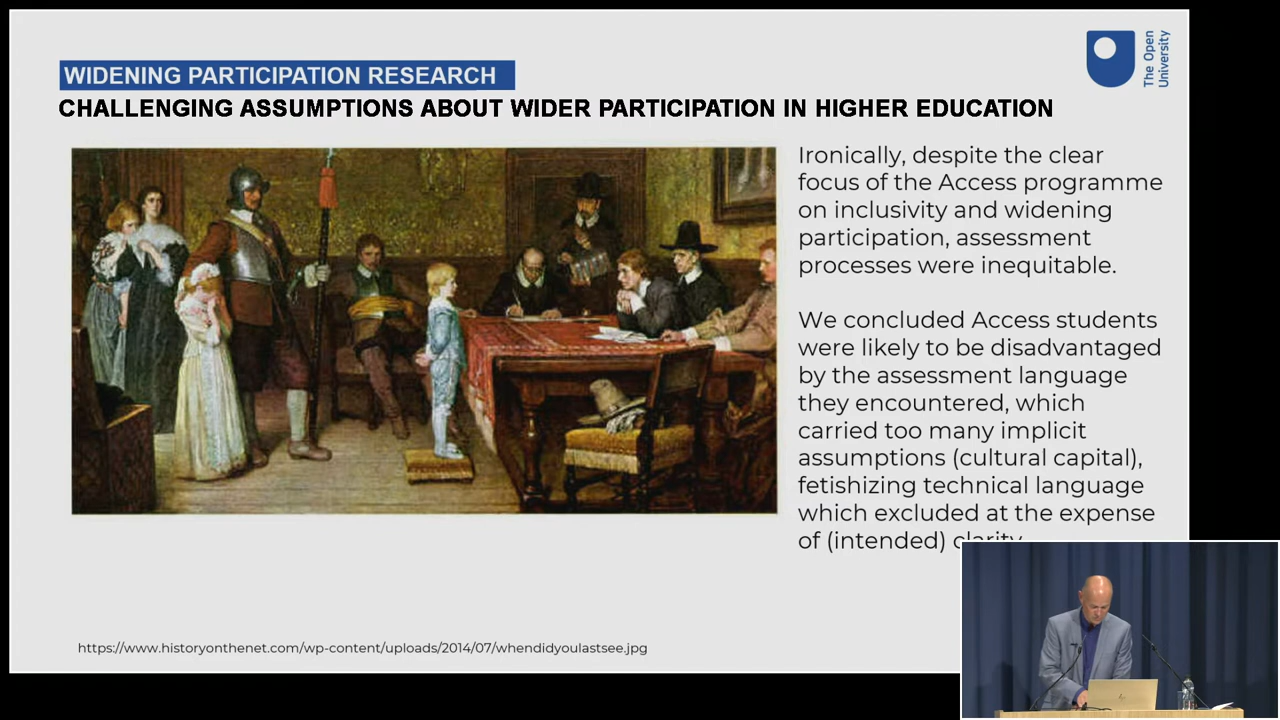 WIDENING PARTICIPATION RESEARCH
CHALLENGING ASSUMPTIONS ABOUT WIDER PARTICIPATION IN HIGHER EDUCATION
The Open
University
Ironically, despite the clear
focus of the Access programme
on inclusivity and widening
participation, assessment
processes were inequitable.
We concluded Access students
were likely to be disadvantaged
by the assessment language
they encountered, which
carried too many implicit
assumptions (cultural capital),
fetishizing technical language
which excluded at the expense
of (intended) clarity
https://www.historyonthenet.com/wp-content/uploads/2014/07/whendidyoulastsee.jpg